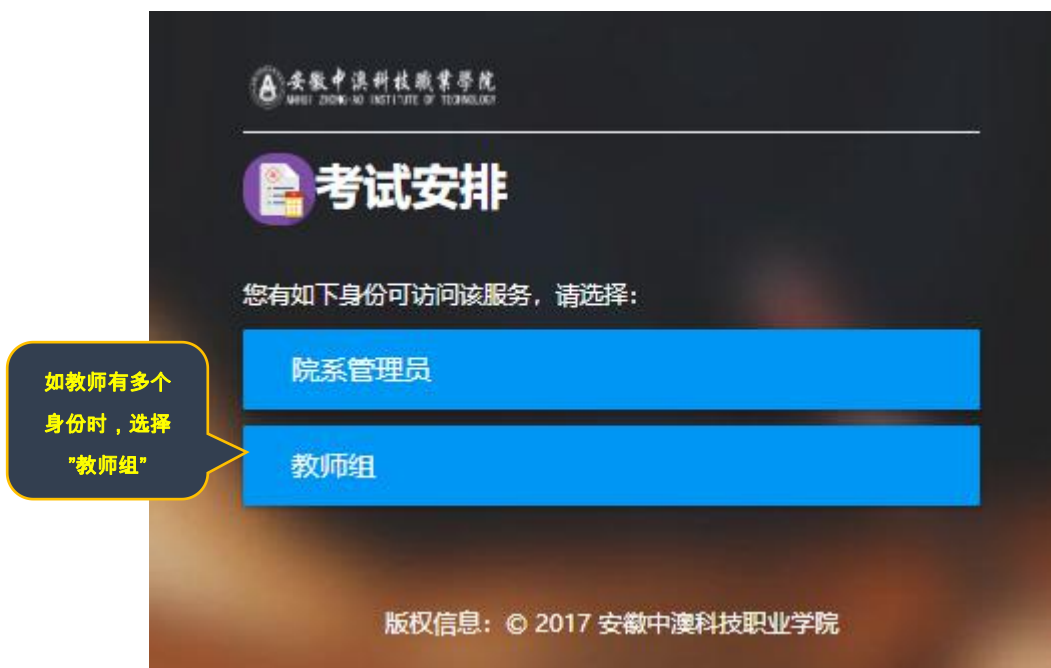 安徽中澳科技職業學院
ANHUI ZHONG-AO INSTITUTE OF TECHNOLOGY
考试安排
您有如下身份可访问该服务，请选择：
院系管理员
如教师有多个
身份时，选择
"教师组"
教师组
版权信息：© 2017 安徽中澳科技职业学院